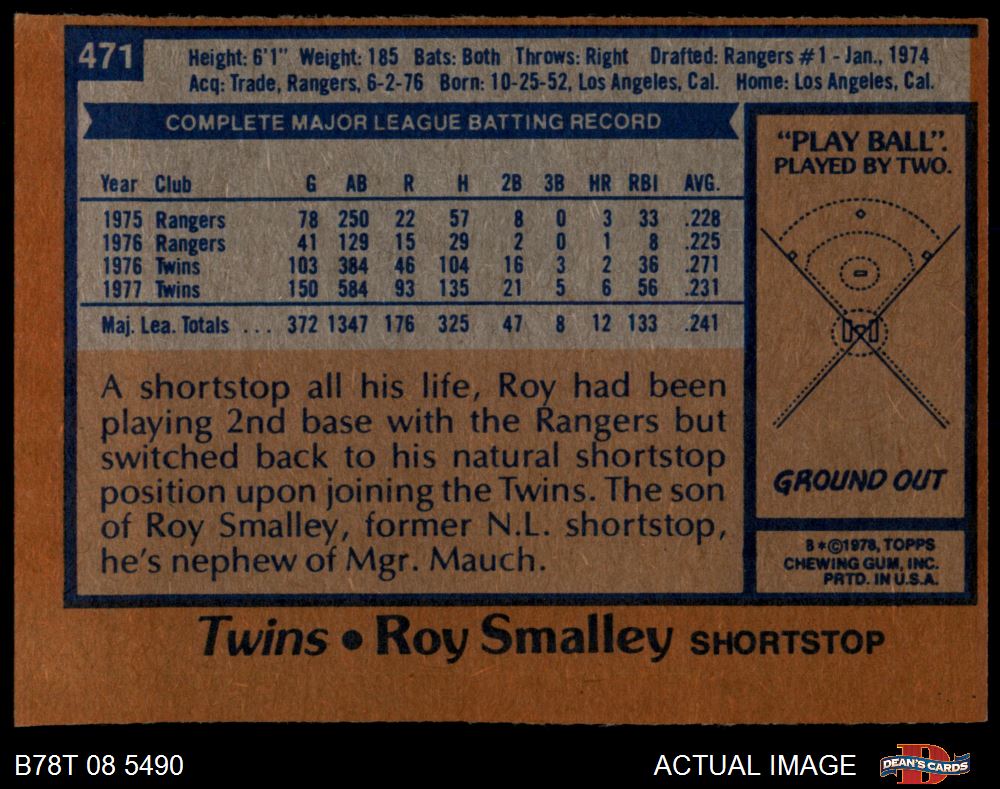 471
Height: 6'1" Weight: 185 Bats: Both Throws: Right Drafted: Rangers #1 - Jan., 1974
Acq: Trade, Rangers, 6-2-76 Born: 10-25-52, Los Angeles, Cal. Home: Los Angeles, Cal.
COMPLETE MAJOR LEAGUE BATTING RECORD
Year Club G AB R H 2B 3B HR RBI AVG.
1975 Rangers 78 250 22 57 8 0 3 33 .228
1976 Rangers 41 129 15 29 2 0 1 8 .225
1976 Twins 103 384 46 104 16 3 2 36 .271
1977 Twins 150 584 93 135 21 5 6 56 .231
Maj. Lea. Totals ... 372 1347 176 325 47 8 12 133 .241
A shortstop all his life, Roy had been
playing 2nd base with the Rangers but
switched back to his natural shortstop
position upon joining the Twins. The son
of Roy Smalley, former N.L. shortstop,
he's nephew of Mgr. Mauch.
"PLAY BALL".
PLAYED BY TWO.
GROUND OUT
B*©1978, TOPPS
CHEWING GUM, INC.
PRTD. IN U.S.A.
Twins • Roy Smalley SHORTSTOP
B78T 08 5490
ACTUAL IMAGE
D
DEAN'S CARDS